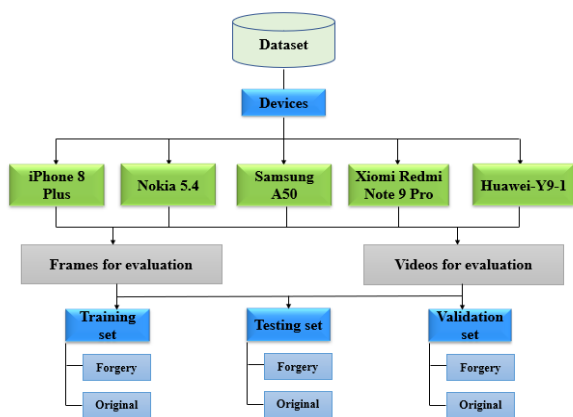 Dataset
Devices
iPhone 8
Plus
Nokia 5.4
Samsung
A50
Xiomi Redmi
Note 9 Pro
Huawei-Y9-1
Frames for evaluation
Videos for evaluation
Training
set
Testing set
Validation
set
Forgery
Forgery
Forgery
Original
Original
Original